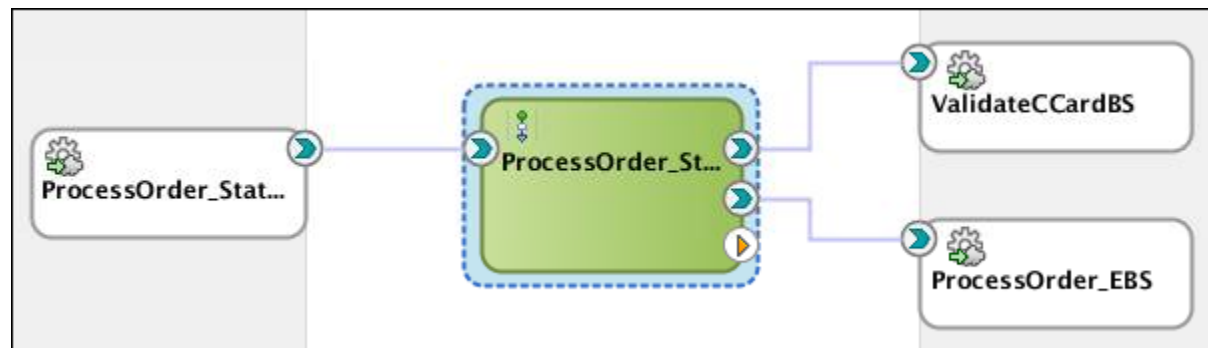 ProcessOrder_Stat...
ProcessOrder_St...
ValidateCCardBS
ProcessOrder_EBS